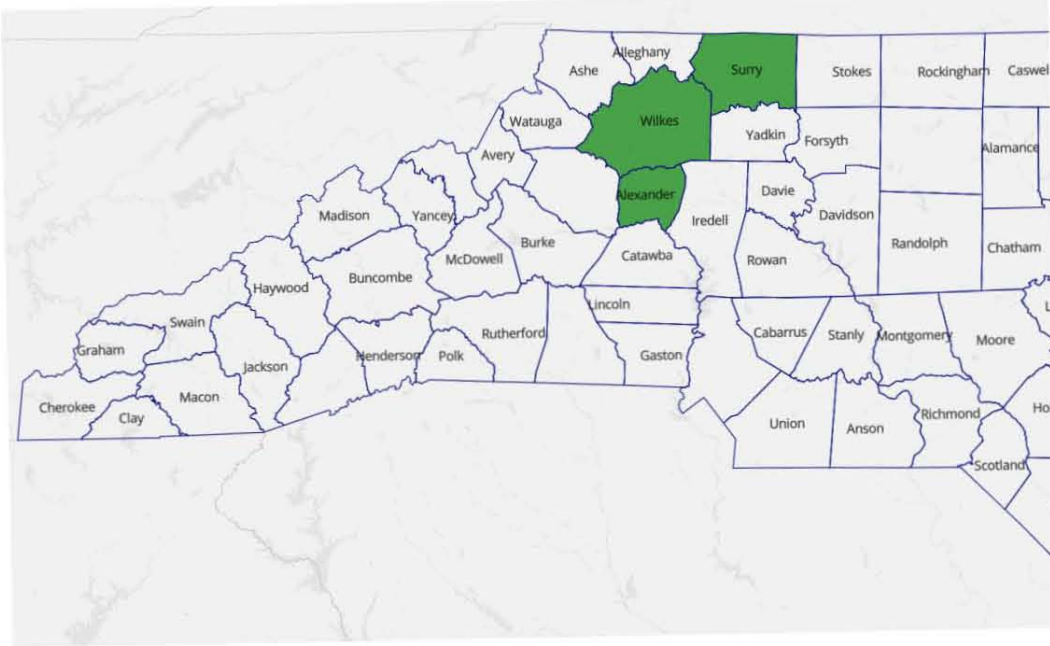 Alleghany
Ashe
Surry
Stokes
Rockingham
Caswel
Watauga
Wilkes
Yadkin
Forsyth
Alamance
Avery
Alexander
Davie
Madison
Yancey
Iredell
Davidson
Burke
Randolph
Chatham
McDowell
Catawba
Rowan
Buncombe
Haywood
Lincoln
Swain
Rutherford
Cabarrus
Stanly
Montgomery
Moore
L
Graham
Henderson
Polk
Gaston
Jackson
Macon
Cherokee
Clay
Union
Anson
Richmond
Ho
Scotland